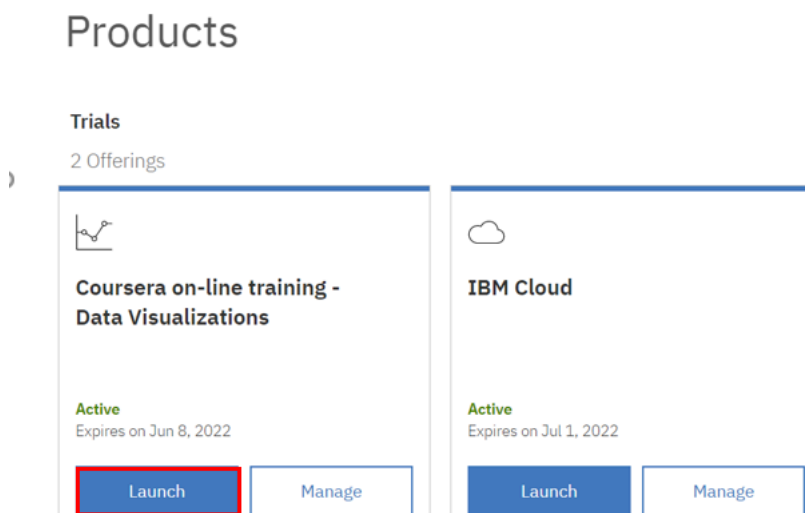 Products
Trials
2 Offerings
Coursera on-line training -
Data Visualizations
Active
Expires on Jun 8, 2022
Launch
Manage
IBM Cloud
Active
Expires on Jul 1, 2022
Launch
Manage